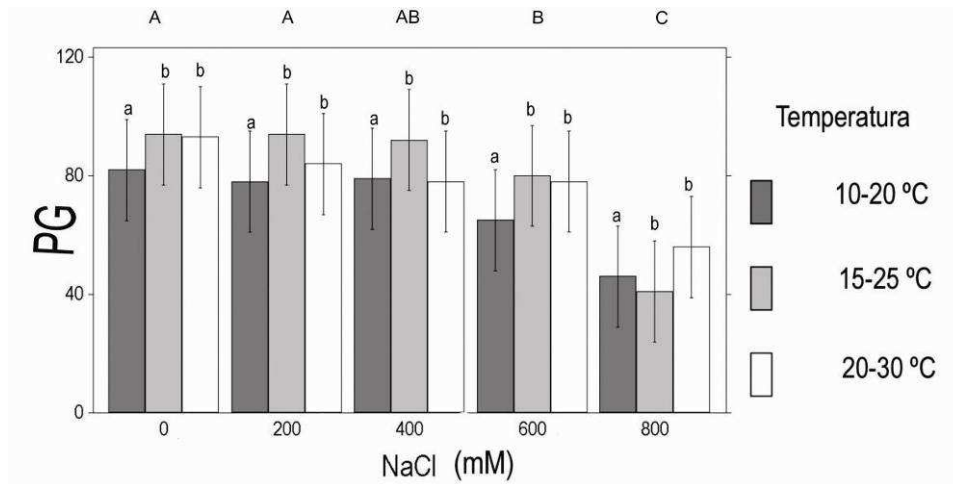 A A AB B C
120
80
40
0
PG
a b b
a b b
a b b
a b b
a b b
0 200 400 600 800
NaCl (mM)
Temperatura
10-20 ºC
15-25 ºC
20-30 ºC